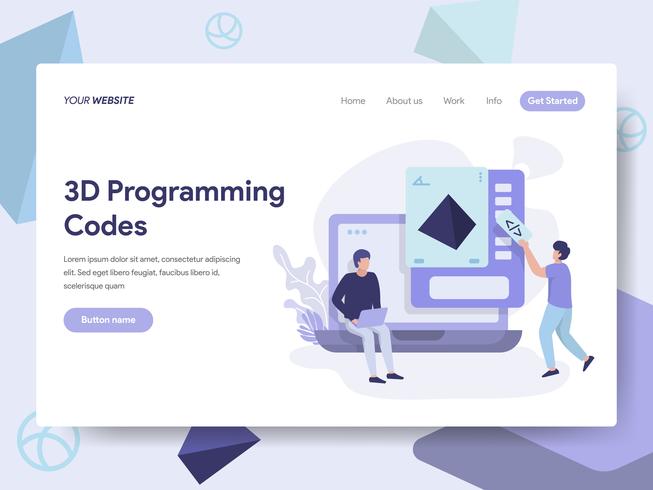 YOUR WEBSITE
Home About us Work Info Get Started
3D Programming
Codes
Lorem ipsum dolor sit amet, consectetur adipiscing
elit. Sed eget libero feugiat, faucibus libero id,
scelerisque quam
Button name
</>